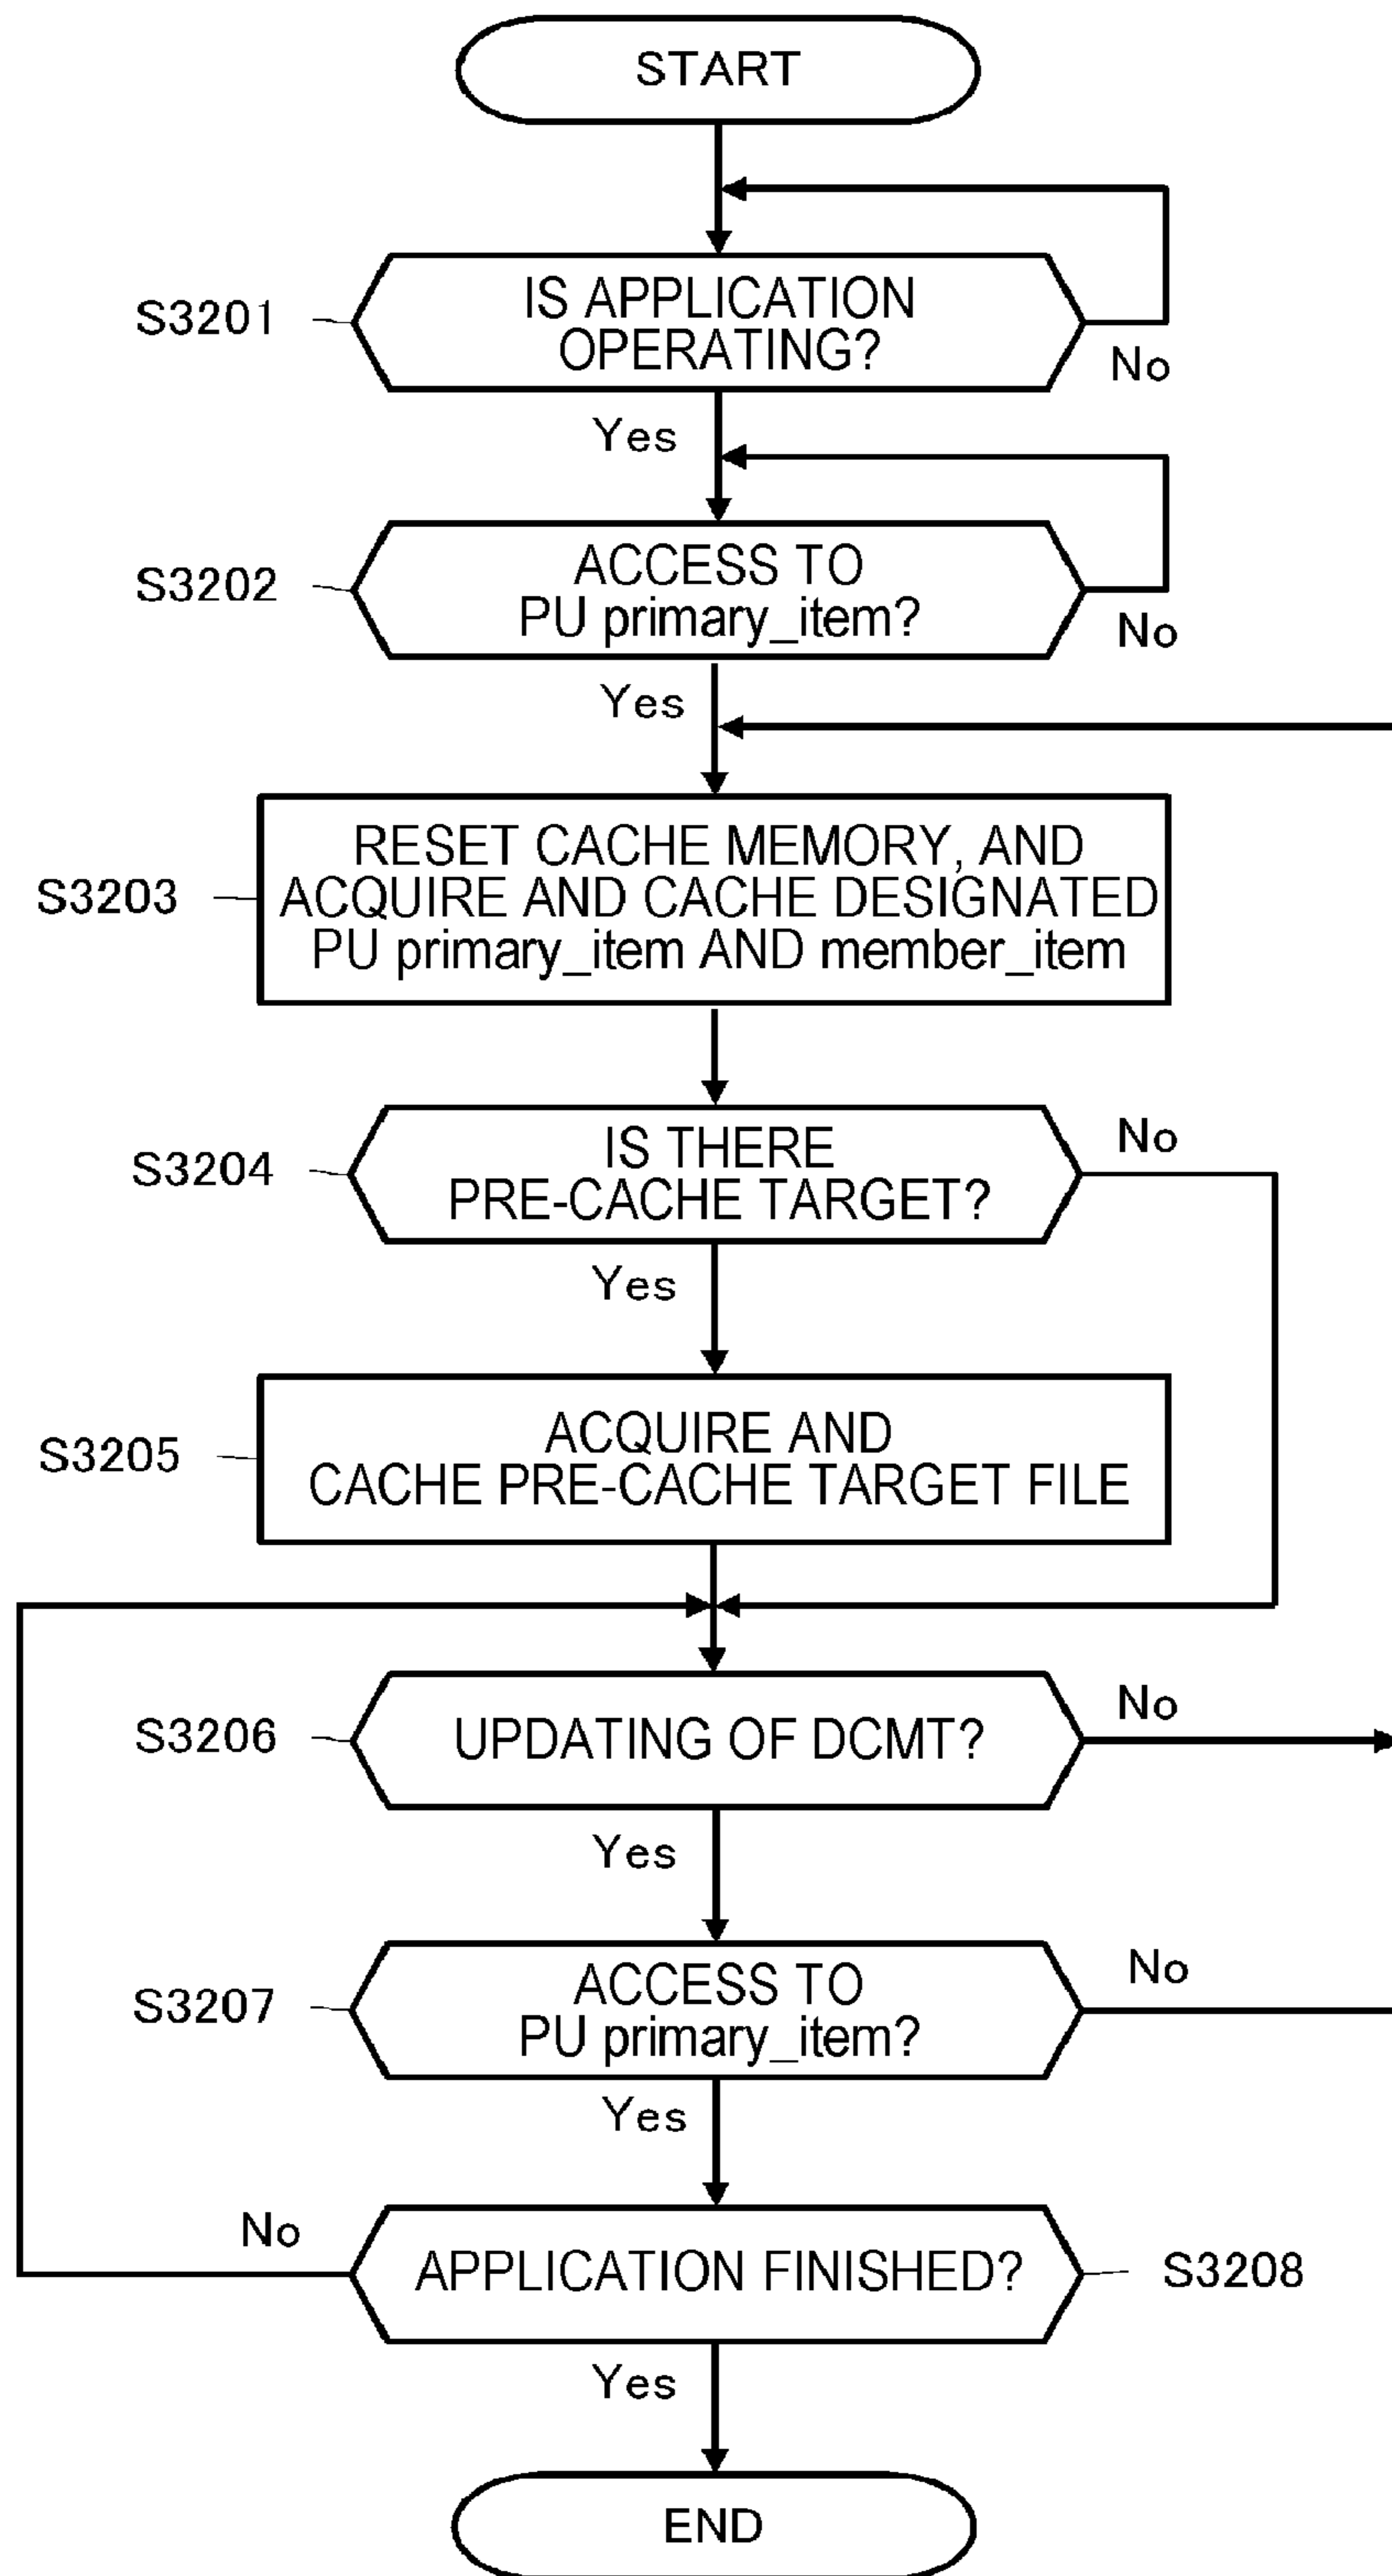 START
S3201
IS APPLICATION
OPERATING?
No
Yes
S3202
ACCESS TO
PU primary_item?
No
Yes
S3203
RESET CACHE MEMORY, AND
ACQUIRE AND CACHE DESIGNATED
PU primary_item AND member_item
S3204
IS THERE
PRE-CACHE TARGET?
No
Yes
S3205
ACQUIRE AND
CACHE PRE-CACHE TARGET FILE
S3206
UPDATING OF DCMT?
No
Yes
S3207
ACCESS TO
PU primary_item?
No
Yes
No
APPLICATION FINISHED?
S3208
Yes
END